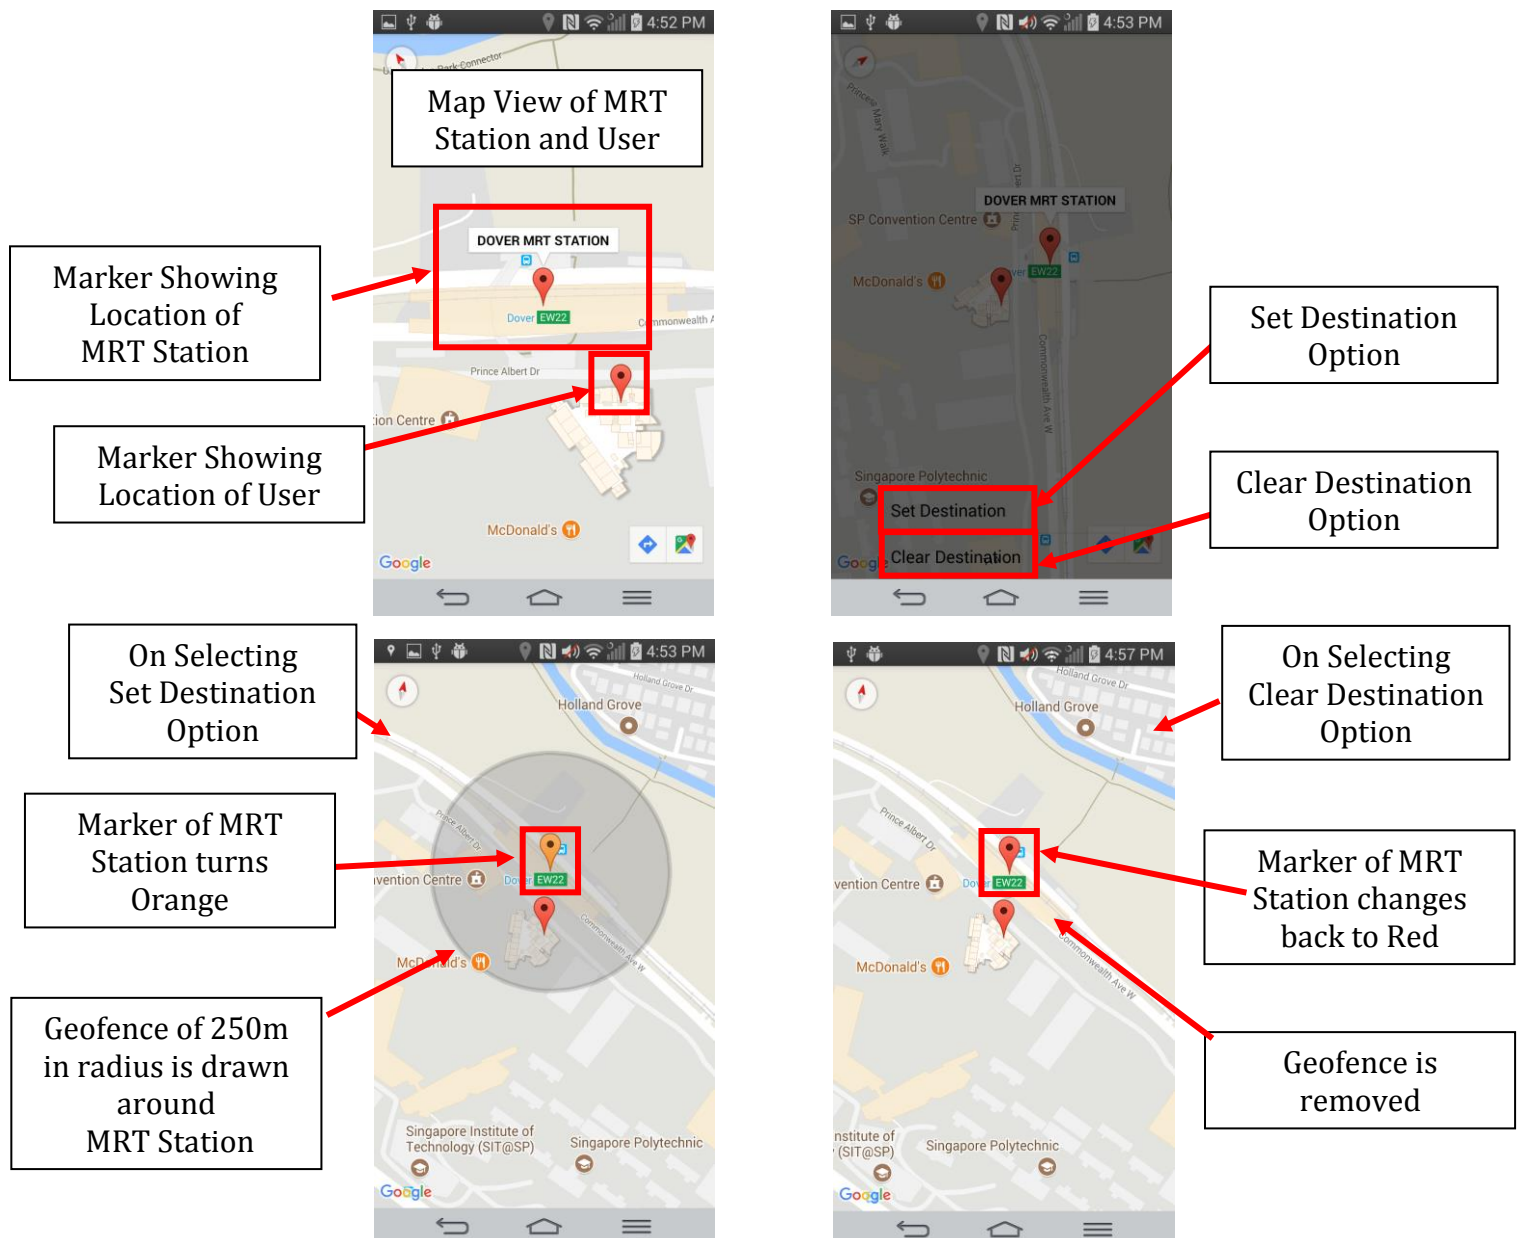 4:52 PM
Park Connector
Map View of MRT
Station and User
DOVER MRT STATION
Dover EW22
Commonwealth A
Prince Albert Dr
ion Centre
McDonald's
Google
Marker Showing
Location of
MRT Station
Marker Showing
Location of User
4:53 PM
Princess Mary Walk
DOVER MRT STATION
SP Convention Centre
EW22
McDonald's
Commonwealth Ave W
Singapore Polytechnic
Set Destination
Clear Destination
Set Destination
Option
Clear Destination
Option
On Selecting
Set Destination
Option
Marker of MRT
Station turns
Orange
Geofence of 250m
in radius is drawn
around
MRT Station
4:53 PM
Holland Grove Dr
Holland Grove
Prince Albert Dr
vention Centre
EW22
Commonwealth Ave W
McDonald's
Singapore Institute of
Technology (SIT@SP)
Singapore Polytechnic
Google
4:57 PM
Holland Grove Dr
Holland Grove
Prince Albert Dr
vention Centre
EW22
Commonwealth Ave W
McDonald's
nstitute of
(SIT@SP)
Singapore Polytechnic
Google
On Selecting
Clear Destination
Option
Marker of MRT
Station changes
back to Red
Geofence is
removed